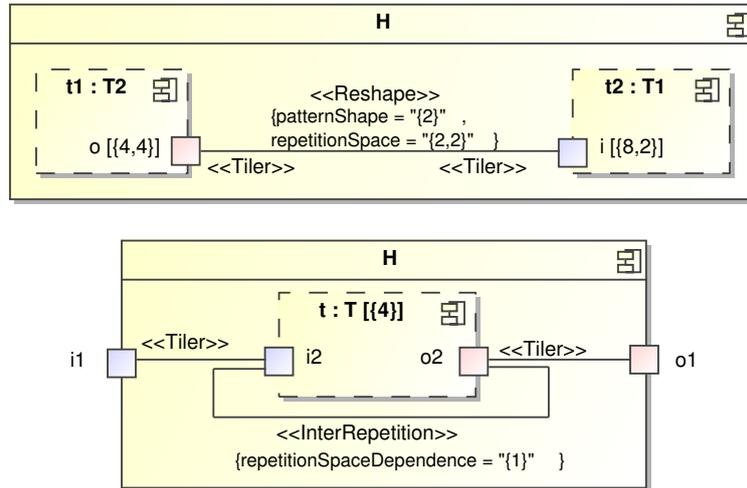 H
t1 : T2
t2 : T1
<<Reshape>>
{patternShape = "{2}" ,
repetitionSpace = "{2,2}" }
o [{4,4}]
i [{8,2}]
<<Tiler>>
<<Tiler>>
H
t : T [{4}]
<<Tiler>>
<<Tiler>>
i1
i2
o2
o1
<<InterRepetition>>
{repetitionSpaceDependence = "{1}" }